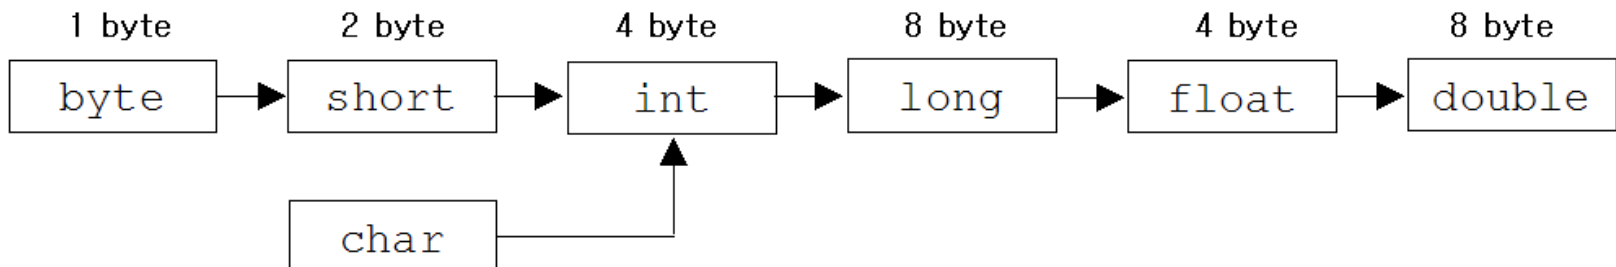 1 byte 2 byte 4 byte 8 byte 4 byte 8 byte
byte short int long float double
char